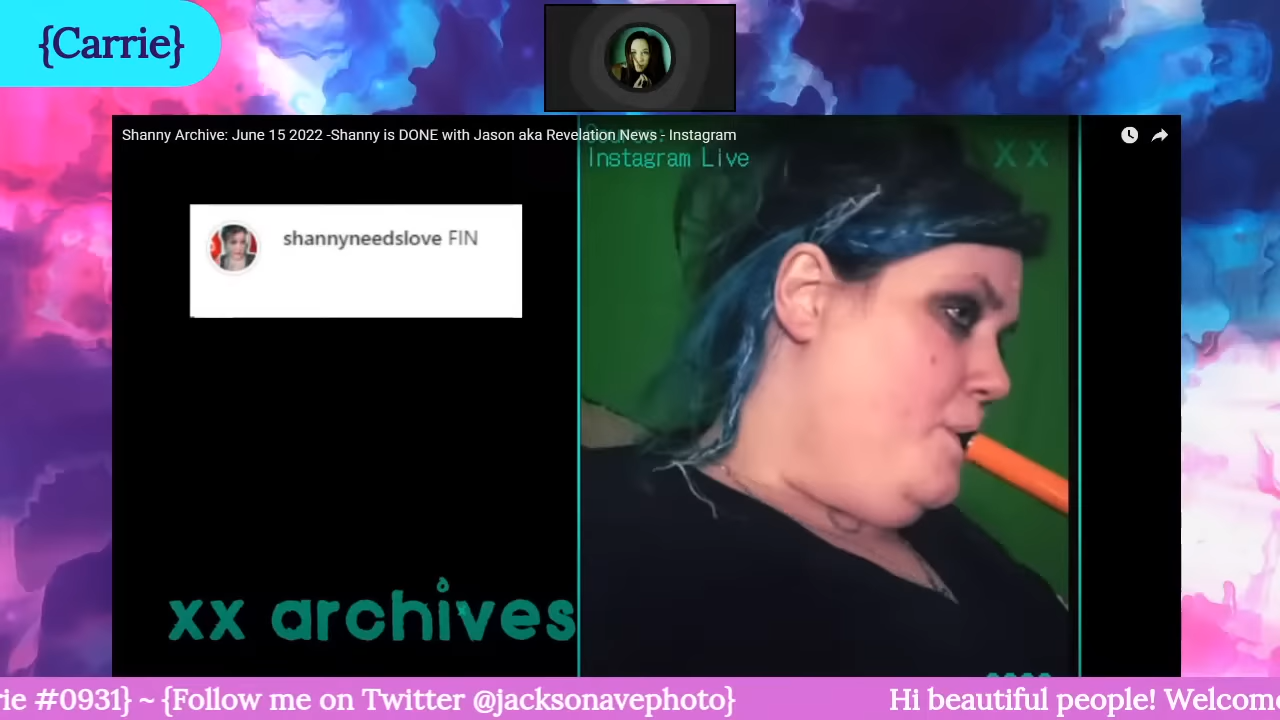 {Carrie}
Shanny Archive: June 15 2022 -Shanny is DONE with Jason aka Revelation News - Instagram
Instagram Live
X X
shannyneedslove FIN
xx archives
rie #0931} ~ {Follow me on Twitter @jacksonavephoto}
Hi beautiful people! Welcome